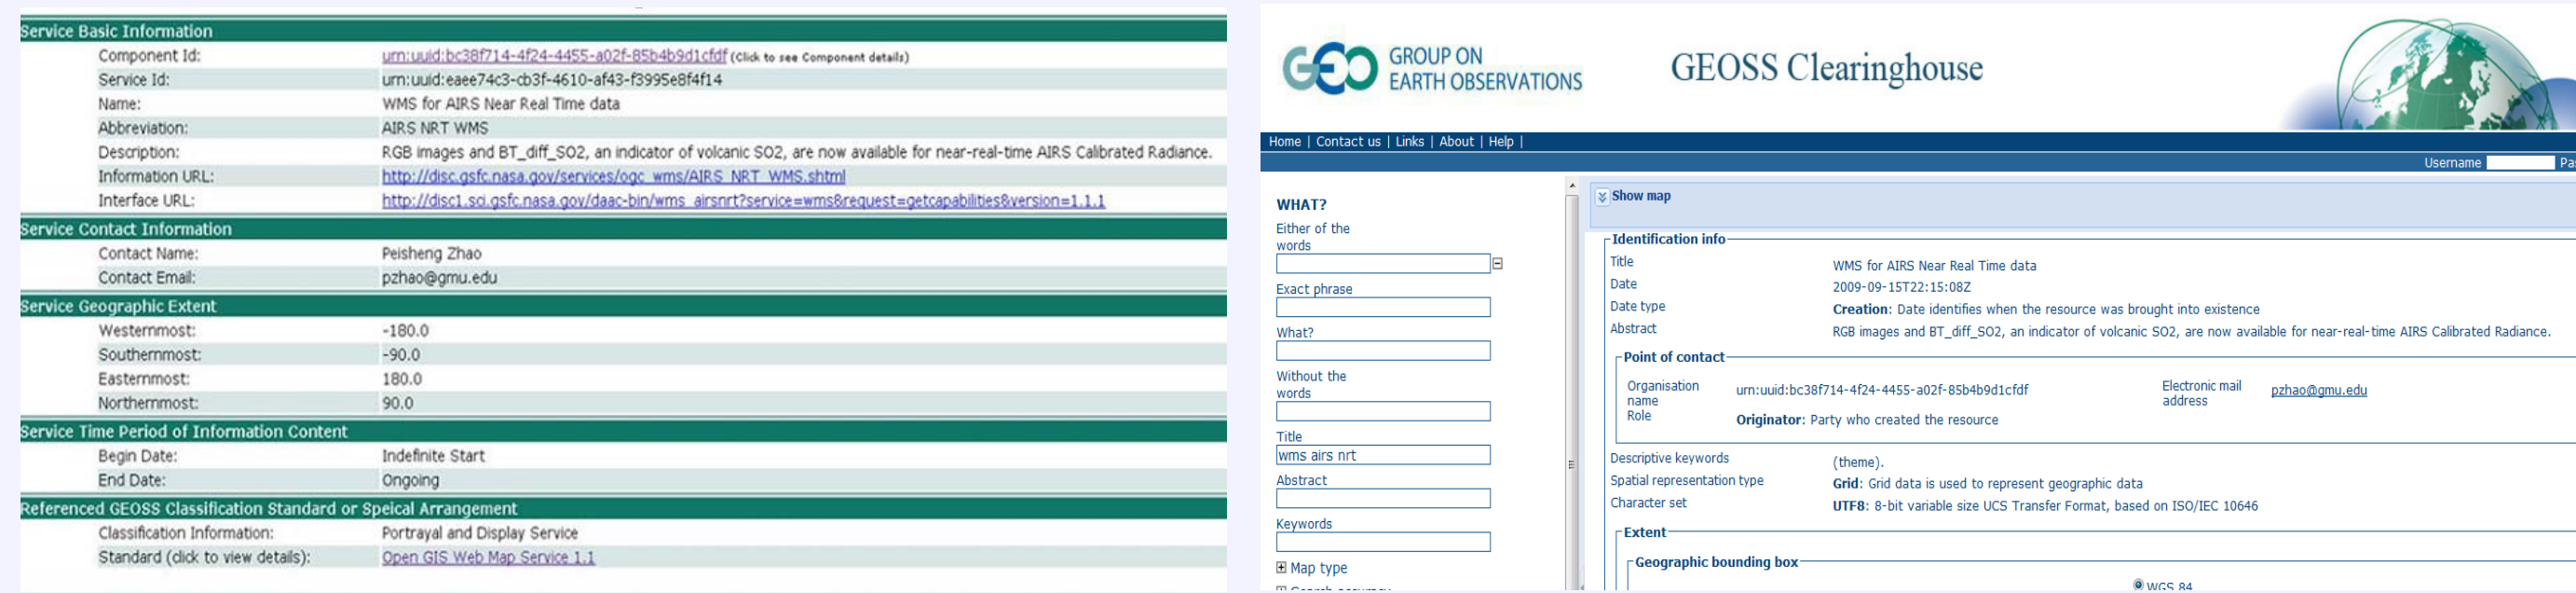 Service Basic Information
Component Id: urn:uuid:bc38f714-4f24-4455-a02f-85b4b9d1cfdf (Click to see Component details)
Service Id: urn:uuid:eaee74c3-cb3f-4610-af43-f3995e8f4f14
Name: WMS for AIRS Near Real Time data
Abbreviation: AIRS NRT WMS
Description: RGB images and BT_diff_SO2, an indicator of volcanic SO2, are now available for near-real-time AIRS Calibrated Radiance.
Information URL: http://disc.gsfc.nasa.gov/services/ogc_wms/AIRS_NRT_WMS.shtml
Interface URL: http://disc1.sci.gsfc.nasa.gov/daac-bin/wms_airsnrt?service=wms&request=getcapabilities&version=1.1.1
Service Contact Information
Contact Name: Peisheng Zhao
Contact Email: pzhao@gmu.edu
Service Geographic Extent
Westernmost: -180.0
Southernmost: -90.0
Easternmost: 180.0
Northernmost: 90.0
Service Time Period of Information Content
Begin Date: Indefinite Start
End Date: Ongoing
Referenced GEOSS Classification Standard or Speical Arrangement
Classification Information: Portrayal and Display Service
Standard (click to view details): Open GIS Web Map Service 1.1
GEO GROUP ON
EARTH OBSERVATIONS
GEOSS Clearinghouse
Home | Contact us | Links | About | Help |
Username
WHAT?
Either of the
words
Exact phrase
What?
Without the
words
Title
wms airs nrt
Abstract
Keywords
Map type
Show map
Identification info
Title WMS for AIRS Near Real Time data
Date 2009-09-15T22:15:08Z
Date type Creation: Date identifies when the resource was brought into existence
Abstract RGB images and BT_diff_SO2, an indicator of volcanic SO2, are now available for near-real-time AIRS Calibrated Radiance.
Point of contact
Organisation name urn:uuid:bc38f714-4f24-4455-a02f-85b4b9d1cfdf Electronic mail address pzhao@gmu.edu
Role Originator: Party who created the resource
Descriptive keywords (theme).
Spatial representation type Grid: Grid data is used to represent geographic data
Character set UTF8: 8-bit variable size UCS Transfer Format, based on ISO/IEC 10646
Extent
Geographic bounding box
WGS 84